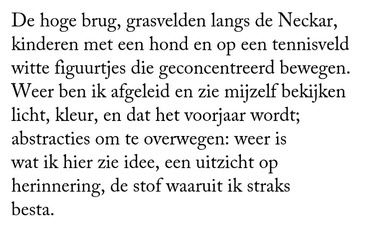 De hoge brug, grasvelden langs de Neckar,
kinderen met een hond en op een tennisveld
witte figuurtjes die geconcentreerd bewegen.
Weer ben ik afgeleid en zie mijzelf bekijken
licht, kleur, en dat het voorjaar wordt;
abstracties om te overwegen: weer is
wat ik hier zie idee, een uitzicht op
herinnering, de stof waaruit ik straks
besta.